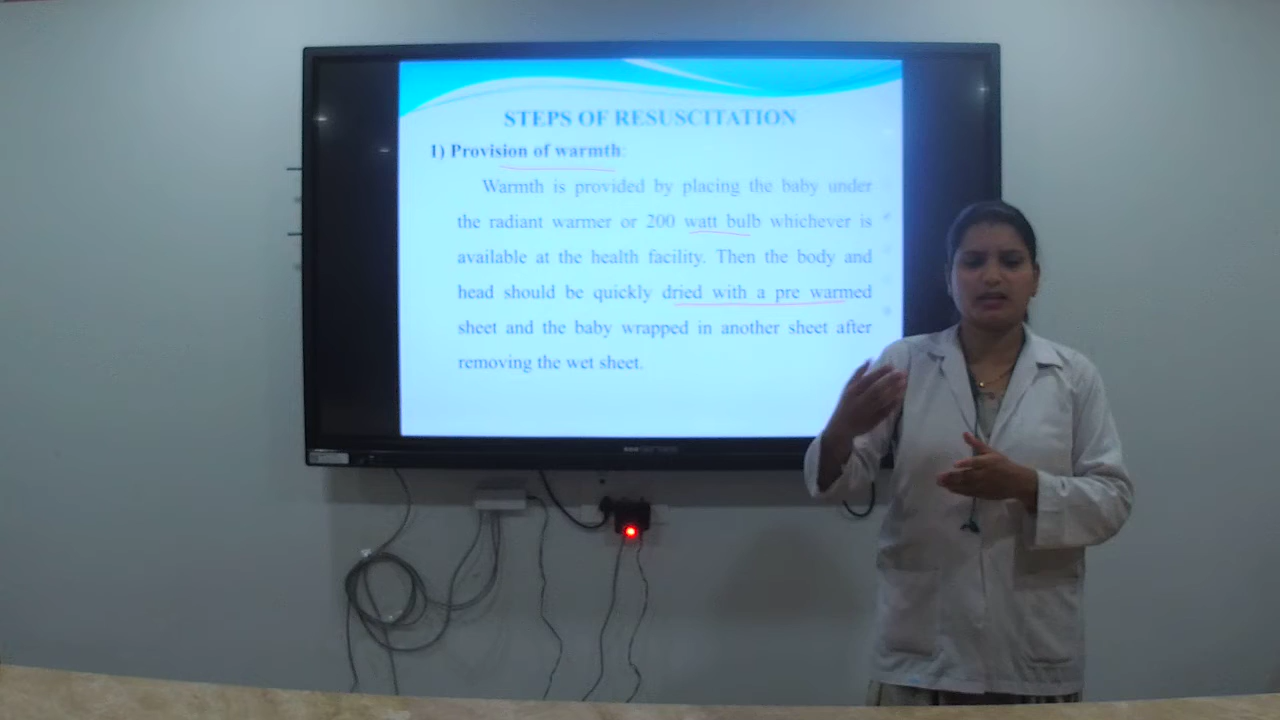 STEPS OF RESUSCITATION
1) Provision of warmth:
Warmth is provided by placing the baby under
the radiant warmer or 200 watt bulb whichever is
available at the health facility. Then the body and
head should be quickly dried with a pre warmed
sheet and the baby wrapped in another sheet after
removing the wet sheet.